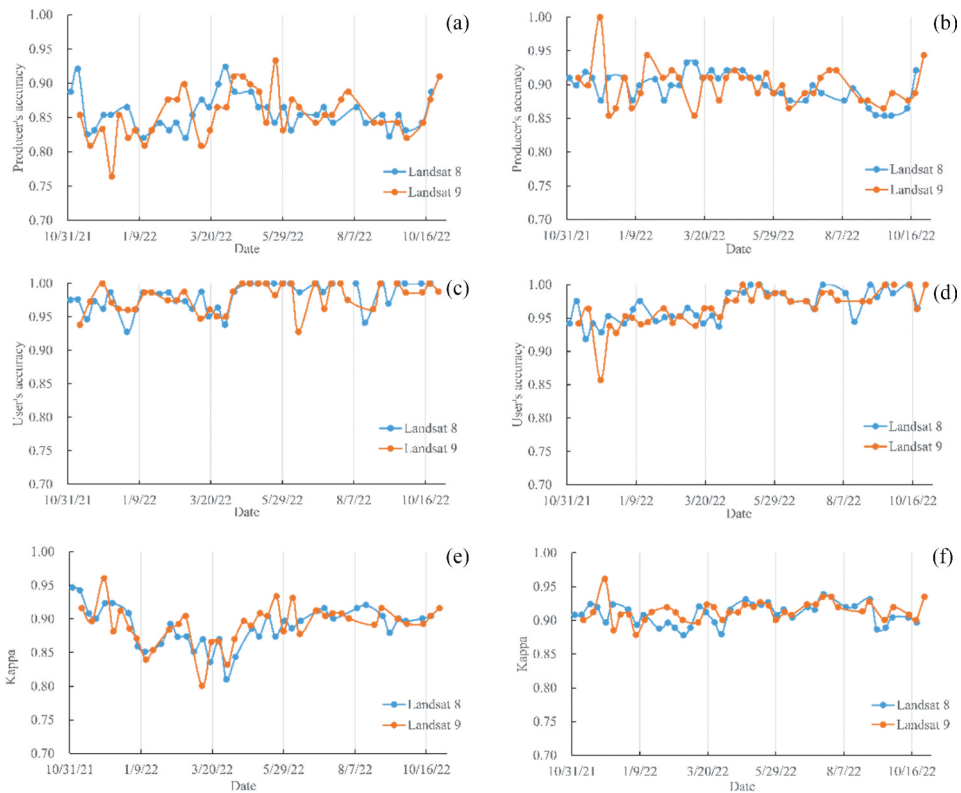 (a)
1.00
0.95
0.90
0.85
0.80
0.75
0.70
Producer's accuracy
Landsat 8
Landsat 9
10/31/21 1/9/22 3/20/22 5/29/22 8/7/22 10/16/22
Date
(b)
1.00
0.95
0.90
0.85
0.80
0.75
0.70
Producer's accuracy
Landsat 8
Landsat 9
10/31/21 1/9/22 3/20/22 5/29/22 8/7/22 10/16/22
Date
(c)
1.00
0.95
0.90
0.85
0.80
0.75
0.70
User's accuracy
Landsat 8
Landsat 9
10/31/21 1/9/22 3/20/22 5/29/22 8/7/22 10/16/22
Date
(d)
1.00
0.95
0.90
0.85
0.80
0.75
0.70
User's accuracy
Landsat 8
Landsat 9
10/31/21 1/9/22 3/20/22 5/29/22 8/7/22 10/16/22
Date
(e)
1.00
0.95
0.90
0.85
0.80
0.75
0.70
Kappa
Landsat 8
Landsat 9
10/31/21 1/9/22 3/20/22 5/29/22 8/7/22 10/16/22
Date
(f)
1.00
0.95
0.90
0.85
0.80
0.75
0.70
Kappa
Landsat 8
Landsat 9
10/31/21 1/9/22 3/20/22 5/29/22 8/7/22 10/16/22
Date